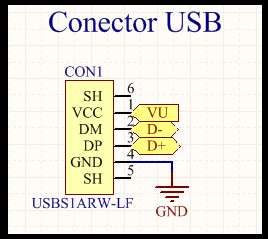 Conector USB
CON1
SH 6
VCC 1 VU
DM 2 D-
DP 3 D+
GND 4
SH 5
USBS1ARW-LF
GND